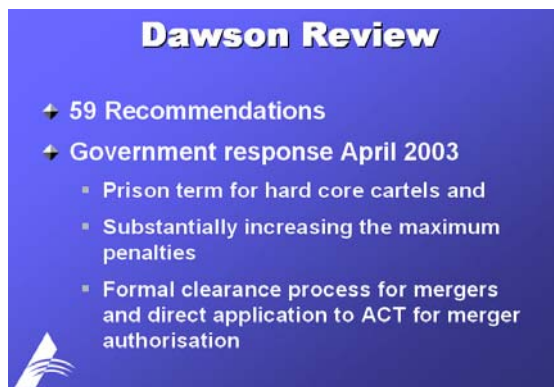 Dawson Review
59 Recommendations
Government response April 2003
Prison term for hard core cartels and
Substantially increasing the maximum
penalties
Formal clearance process for mergers
and direct application to ACT for merger
authorisation